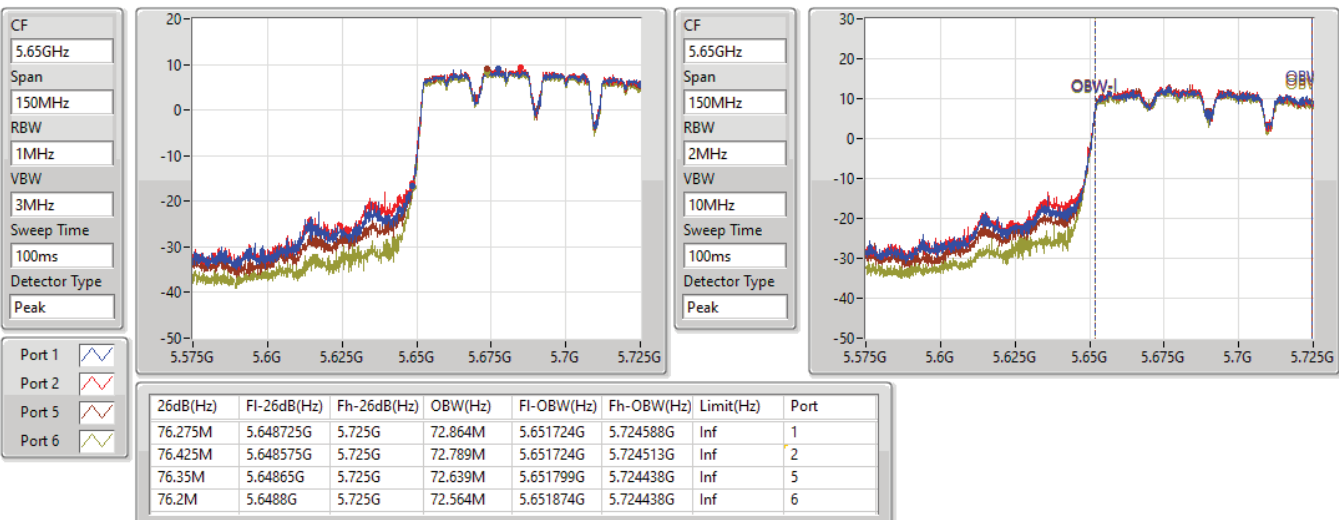 CF
5.65GHz
Span
150MHz
RBW
1MHz
VBW
3MHz
Sweep Time
100ms
Detector Type
Peak
20
10
0
-10
-20
-30
-40
-50
5.575G 5.6G 5.625G 5.65G 5.675G 5.7G 5.725G
CF
5.65GHz
Span
150MHz
RBW
2MHz
VBW
10MHz
Sweep Time
100ms
Detector Type
Peak
30
20
10
0
-10
-20
-30
-40
-50
OBW-l
OBW
5.575G 5.6G 5.625G 5.65G 5.675G 5.7G 5.725G
Port 1
Port 2
Port 5
Port 6
26dB(Hz) Fl-26dB(Hz) Fh-26dB(Hz) OBW(Hz) Fl-OBW(Hz) Fh-OBW(Hz) Limit(Hz) Port
76.275M 5.648725G 5.725G 72.864M 5.651724G 5.724588G Inf 1
76.425M 5.648575G 5.725G 72.789M 5.651724G 5.724513G Inf 2
76.35M 5.64865G 5.725G 72.639M 5.651799G 5.724438G Inf 5
76.2M 5.6488G 5.725G 72.564M 5.651874G 5.724438G Inf 6